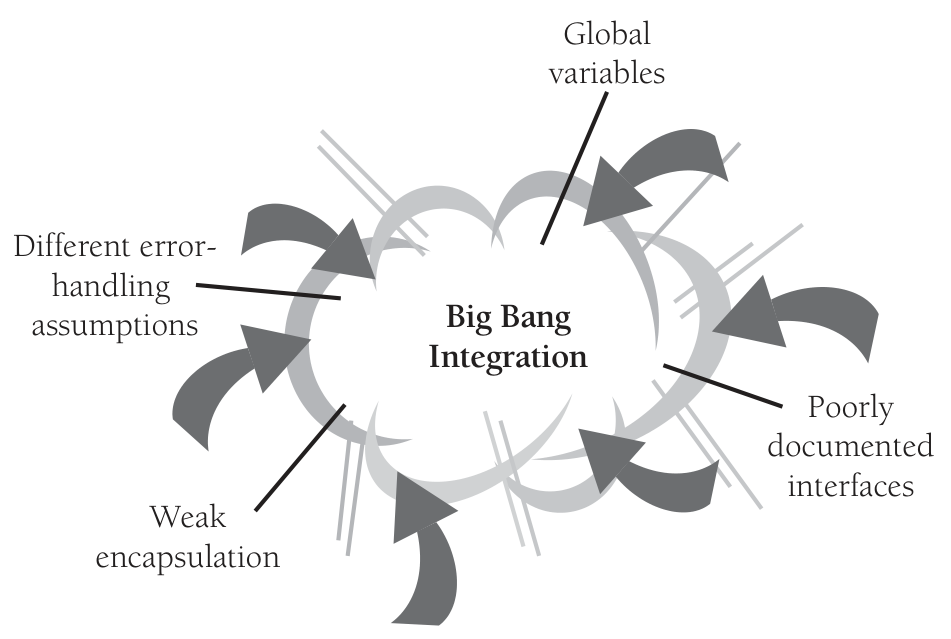 Global
variables
Different error-
handling
assumptions
Big Bang
Integration
Poorly
documented
interfaces
Weak
encapsulation